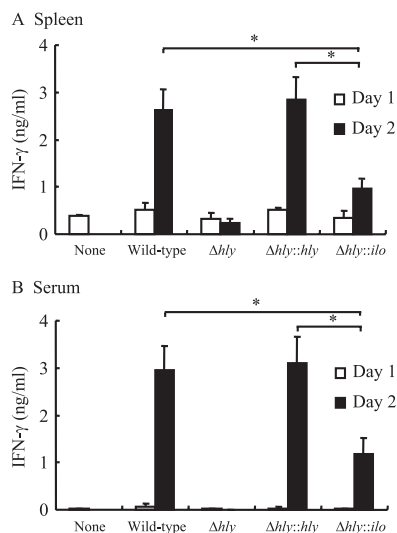 A Spleen
*
*
4
3
2
1
0
IFN-γ (ng/ml)
Day 1
Day 2
None Wild-type Δhly Δhly::hly Δhly::ilo
B Serum
*
*
4
3
2
1
0
IFN-γ (ng/ml)
Day 1
Day 2
None Wild-type Δhly Δhly::hly Δhly::ilo